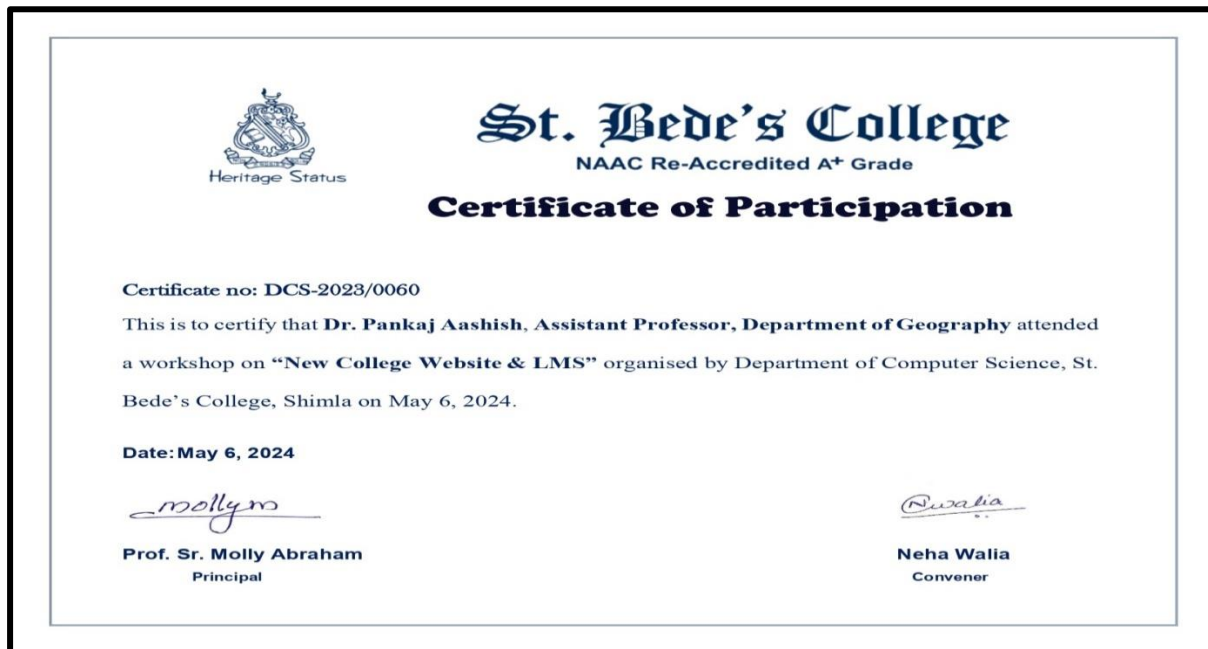 St. Bede's College
NAAC Re-Accredited A+ Grade
Heritage Status
Certificate of Participation
Certificate no: DCS-2023/0060
This is to certify that Dr. Pankaj Aashish, Assistant Professor, Department of Geography attended
a workshop on “New College Website & LMS” organised by Department of Computer Science, St.
Bede’s College, Shimla on May 6, 2024.
Date: May 6, 2024
mollym
Nwalia
Prof. Sr. Molly Abraham
Neha Walia
Principal
Convener